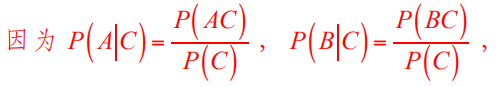 因为 P(A|C)=P(AC)/P(C) , P(B|C)=P(BC)/P(C) ,